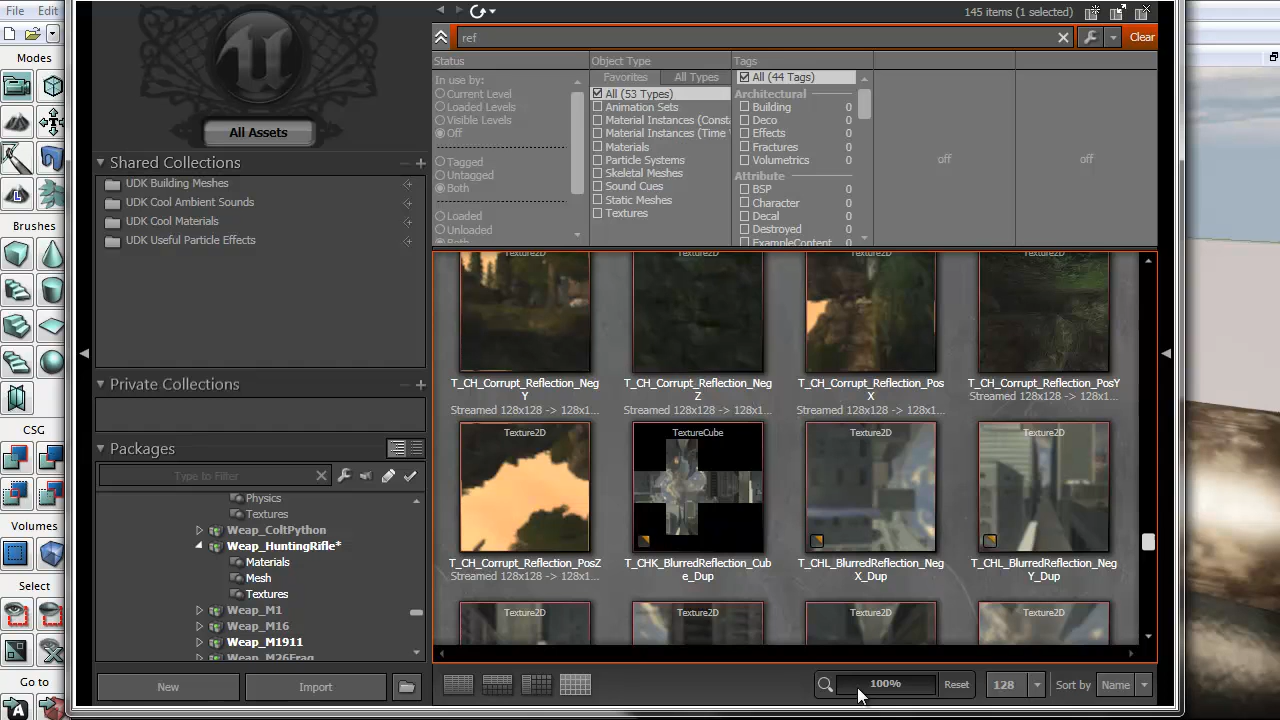 File Edit
Modes
Brushes
CSG
Volumes
Select
Go to
All Assets
Shared Collections
UDK Building Meshes
UDK Cool Ambient Sounds
UDK Cool Materials
UDK Useful Particle Effects
Private Collections
Packages
Type to Filter
Physics
Textures
Weap_ColtPython
Weap_HuntingRifle*
Materials
Mesh
Textures
Weap_M1
Weap_M16
Weap_M1911
Weap_M26Frag
New Import
145 items (1 selected)
ref
Clear
Status
In use by:
Current Level
Loaded Levels
Visible Levels
Off
Tagged
Untagged
Both
Loaded
Unloaded
Both
Object Type
Favorites All Types
All (53 Types)
Animation Sets
Material Instances (Const
Material Instances (Time
Materials
Particle Systems
Skeletal Meshes
Sound Cues
Static Meshes
Textures
Tags
All (44 Tags)
Architectural
Building 0
Deco 0
Effects 0
Fractures 0
Volumetrics 0
Attribute
BSP 0
Character 0
Decal 0
Destroyed 0
ExampleContent 0
off off
Texture2D Texture2D Texture2D Texture2D
T_CH_Corrupt_Reflection_Neg
Y
Streamed 128x128 -> 128x1...
T_CH_Corrupt_Reflection_Neg
Z
Streamed 128x128 -> 128x1...
T_CH_Corrupt_Reflection_Pos
X
Streamed 128x128 -> 128x1...
T_CH_Corrupt_Reflection_PosY
Streamed 128x128 -> 128x1...
Texture2D TextureCube Texture2D Texture2D
T_CH_Corrupt_Reflection_PosZ
Streamed 128x128 -> 128x1...
T_CHK_BlurredReflection_Cub
e_Dup
T_CHL_BlurredReflection_Neg
X_Dup
T_CHL_BlurredReflection_Neg
Y_Dup
Texture2D Texture2D Texture2D Texture2D
100% Reset 128 Sort by Name